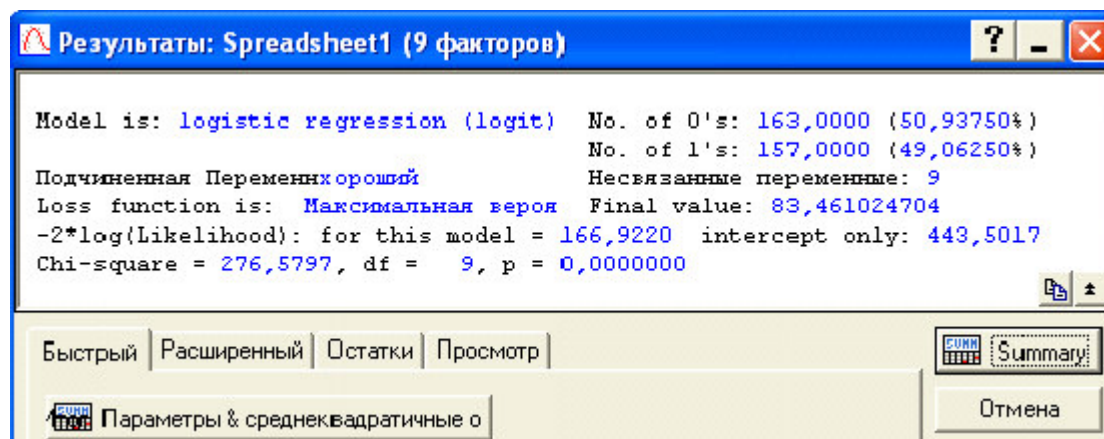 Результаты: Spreadsheet1 (9 факторов)
Model is: logistic regression (logit) No. of 0's: 163,0000 (50,93750%)
No. of 1's: 157,0000 (49,06250%)
Подчиненная Переменнхороший Несвязанные переменные: 9
Loss function is: Максимальная вероя Final value: 83,461024704
-2*log(Likelihood): for this model = 166,9220 intercept only: 443,5017
Chi-square = 276,5797, df = 9, p = 0,0000000
Быстрый Расширенный Остатки Просмотр
Summary
Параметры & среднеквадратичные о
Отмена